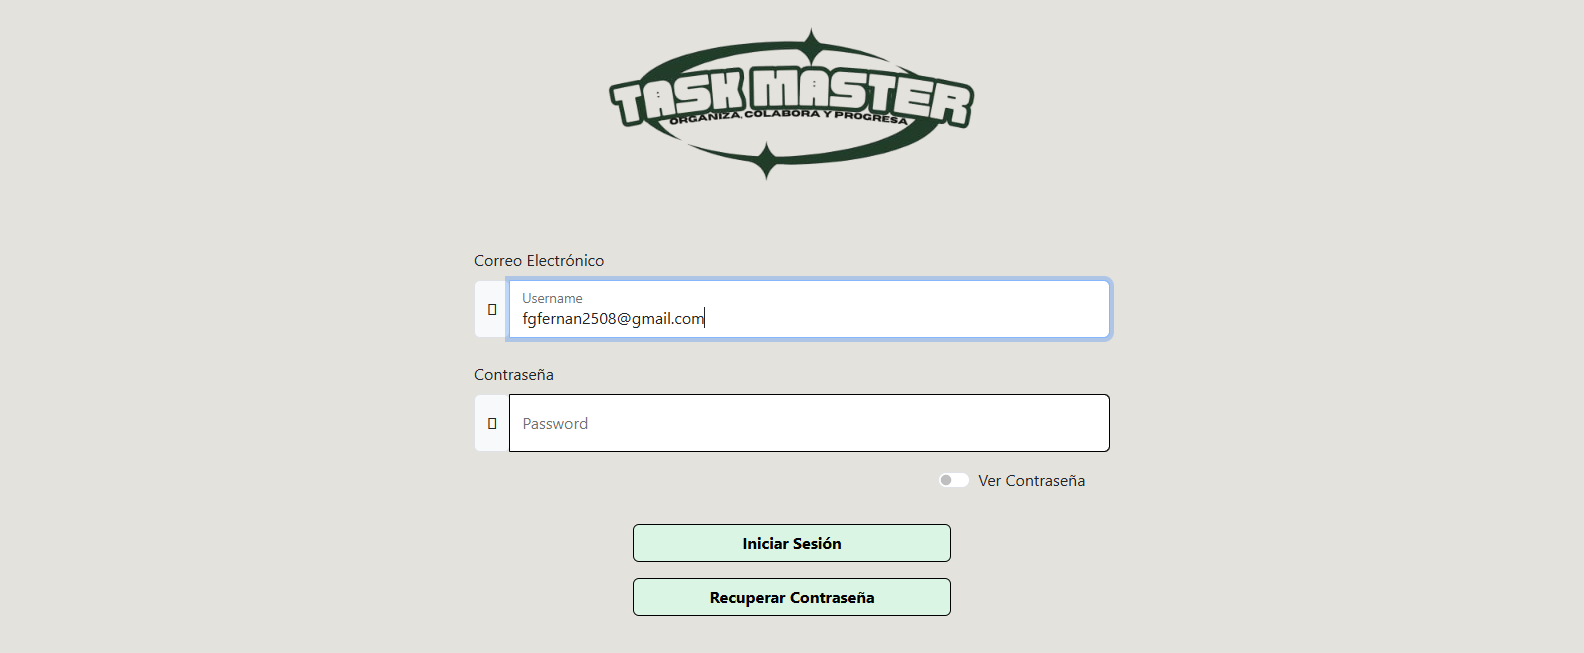 TASK MASTER
ORGANIZA, COLABORA Y PROGRESA
Correo Electrónico
Username
fgfernan2508@gmail.com
Contraseña
Password
Ver Contraseña
Iniciar Sesión
Recuperar Contraseña